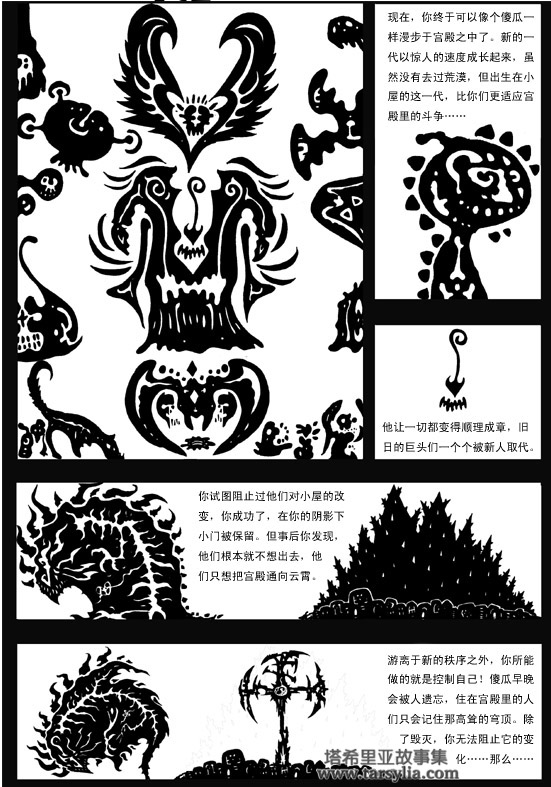 现在，你终于可以像个傻瓜一
样漫步于宫殿之中了。新的一
代以惊人的速度成长起来，虽
然没有去过荒漠，但出生在小
屋的这一代，比你们更适应宫
殿里的斗争……
他让一切都变得顺理成章，旧
日的巨头们一个个被新人取代。
你试图阻止过他们对小屋的改
变，你成功了，在你的阴影下
小门被保留。但事后你发现，
他们根本就不想出去，他
们只想把宫殿通向云霄。
游离于新的秩序之外，你所能
做的就是控制自己！傻瓜早晚
会被人遗忘，住在宫殿里的人
们只会记住那高耸的穹顶。除
了毁灭，你无法阻止它的变
化……那么……
塔希里亚故事集
www.tarsylia.com